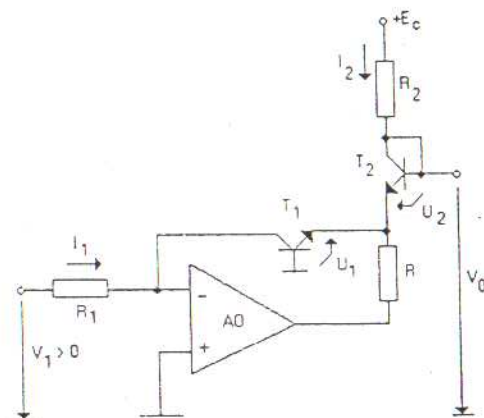 +E_c
I_2
R_2
T_2
U_2
T_1
U_1
I_1
R
V_0
R_1
-
AO
+
V_1 > 0